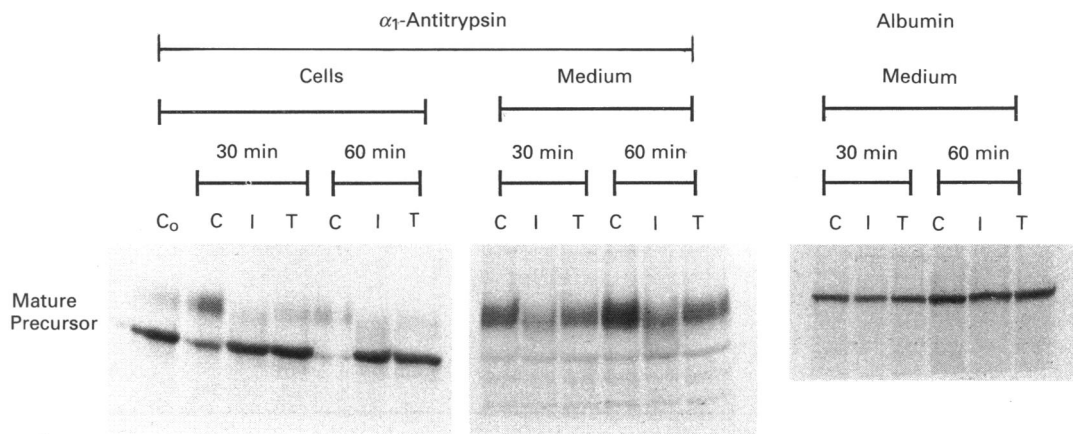 α1-Antitrypsin Albumin
Cells Medium Medium
30 min 60 min 30 min 60 min 30 min 60 min
Co C I T C I T C I T C I T C I T C I T
Mature
Precursor